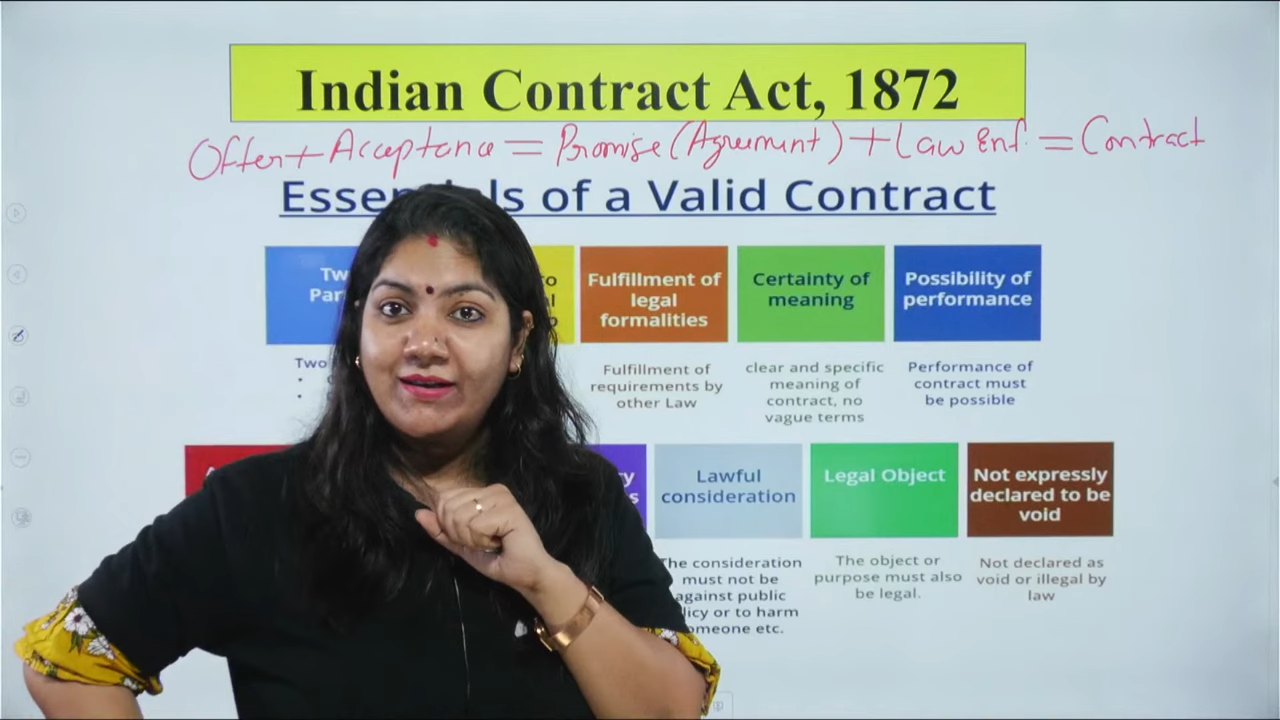 Indian Contract Act, 1872
Offer + Acceptance = Promise (Agreement) + Law Enf. = Contract
Essentials of a Valid Contract
Fulfillment of
legal
formalities
Certainty of
meaning
Possibility of
performance
Two
Fulfillment of
requirements by
other Law
clear and specific
meaning of
contract, no
vague terms
Performance of
contract must
be possible
Lawful
consideration
Legal Object
Not expressly
declared to be
void
The consideration
must not be
against public
or to harm
someone etc.
The object or
purpose must also
be legal.
Not declared as
void or illegal by
law